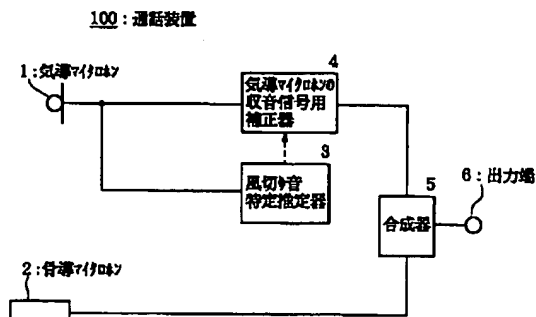 100:通話装置
4
1:気導マイクロホン
気導マイクロホンの
収音信号用
補正器
3
風切り音
特定推定器
5
6:出力端
合成器
2:骨導マイクロホン